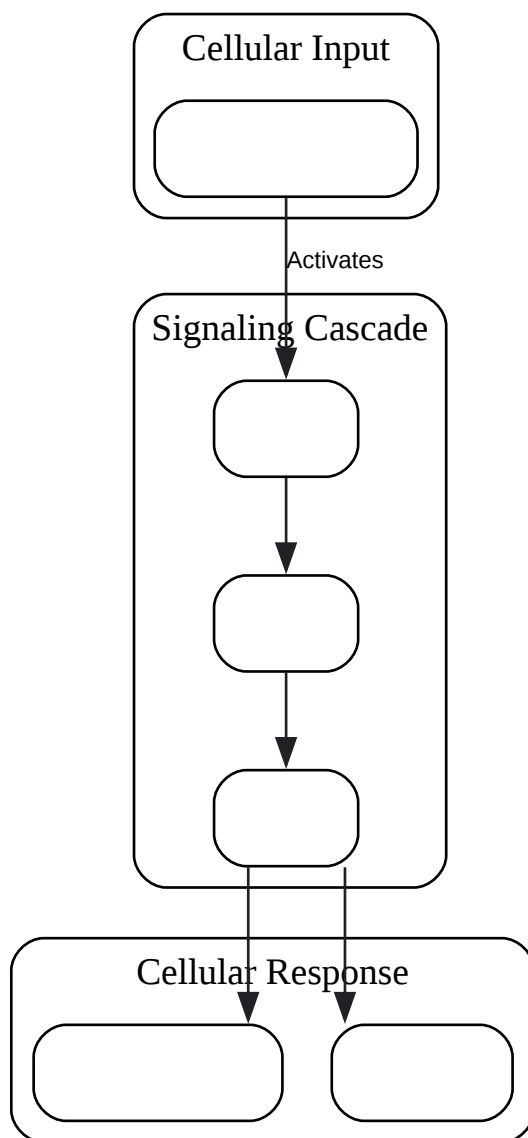 Cellular Input
Activates
Signaling Cascade
Cellular Response